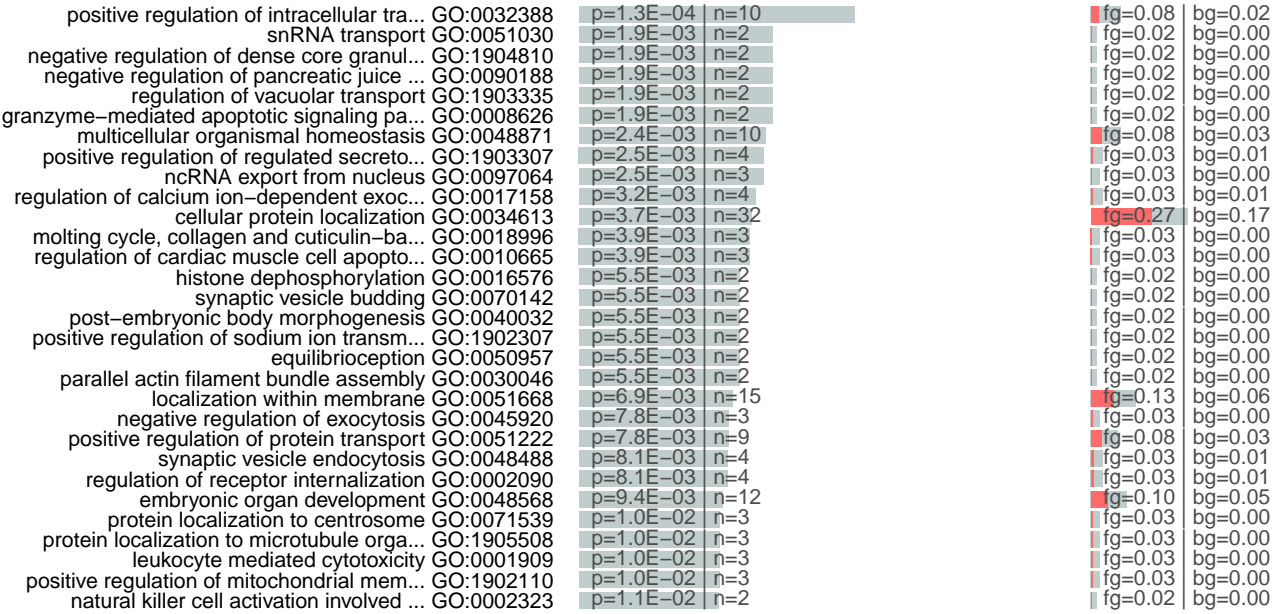 positive regulation of intracellular tra... GO:0032388 p=1.3E−04 | n=10 fg=0.08 | bg=0.02
snRNA transport GO:0051030 p=1.9E−03 | n=2 fg=0.02 | bg=0.00
negative regulation of dense core granul... GO:1904810 p=1.9E−03 | n=2 fg=0.02 | bg=0.00
negative regulation of pancreatic juice ... GO:0090188 p=1.9E−03 | n=2 fg=0.02 | bg=0.00
regulation of vacuolar transport GO:1903335 p=1.9E−03 | n=2 fg=0.02 | bg=0.00
granzyme−mediated apoptotic signaling pa... GO:0008626 p=1.9E−03 | n=2 fg=0.02 | bg=0.00
multicellular organismal homeostasis GO:0048871 p=2.4E−03 | n=10 fg=0.08 | bg=0.03
positive regulation of regulated secreto... GO:1903307 p=2.5E−03 | n=4 fg=0.03 | bg=0.01
ncRNA export from nucleus GO:0097064 p=2.5E−03 | n=3 fg=0.03 | bg=0.00
regulation of calcium ion−dependent exoc... GO:0017158 p=3.2E−03 | n=4 fg=0.03 | bg=0.01
cellular protein localization GO:0034613 p=3.7E−03 | n=32 fg=0.27 | bg=0.17
molting cycle, collagen and cuticulin−ba... GO:0018996 p=3.9E−03 | n=3 fg=0.03 | bg=0.00
regulation of cardiac muscle cell apopto... GO:0010665 p=3.9E−03 | n=3 fg=0.03 | bg=0.00
histone dephosphorylation GO:0016576 p=5.5E−03 | n=2 fg=0.02 | bg=0.00
synaptic vesicle budding GO:0070142 p=5.5E−03 | n=2 fg=0.02 | bg=0.00
post−embryonic body morphogenesis GO:0040032 p=5.5E−03 | n=2 fg=0.02 | bg=0.00
positive regulation of sodium ion transm... GO:1902307 p=5.5E−03 | n=2 fg=0.02 | bg=0.00
equilibrioception GO:0050957 p=5.5E−03 | n=2 fg=0.02 | bg=0.00
parallel actin filament bundle assembly GO:0030046 p=5.5E−03 | n=2 fg=0.02 | bg=0.00
localization within membrane GO:0051668 p=6.9E−03 | n=15 fg=0.13 | bg=0.06
negative regulation of exocytosis GO:0045920 p=7.8E−03 | n=3 fg=0.03 | bg=0.00
positive regulation of protein transport GO:0051222 p=7.8E−03 | n=9 fg=0.08 | bg=0.03
synaptic vesicle endocytosis GO:0048488 p=8.1E−03 | n=4 fg=0.03 | bg=0.01
regulation of receptor internalization GO:0002090 p=8.1E−03 | n=4 fg=0.03 | bg=0.01
embryonic organ development GO:0048568 p=9.4E−03 | n=12 fg=0.10 | bg=0.05
protein localization to centrosome GO:0071539 p=1.0E−02 | n=3 fg=0.03 | bg=0.00
protein localization to microtubule orga... GO:1905508 p=1.0E−02 | n=3 fg=0.03 | bg=0.00
leukocyte mediated cytotoxicity GO:0001909 p=1.0E−02 | n=3 fg=0.03 | bg=0.00
positive regulation of mitochondrial mem... GO:1902110 p=1.0E−02 | n=3 fg=0.03 | bg=0.00
natural killer cell activation involved ... GO:0002323 p=1.1E−02 | n=2 fg=0.02 | bg=0.00